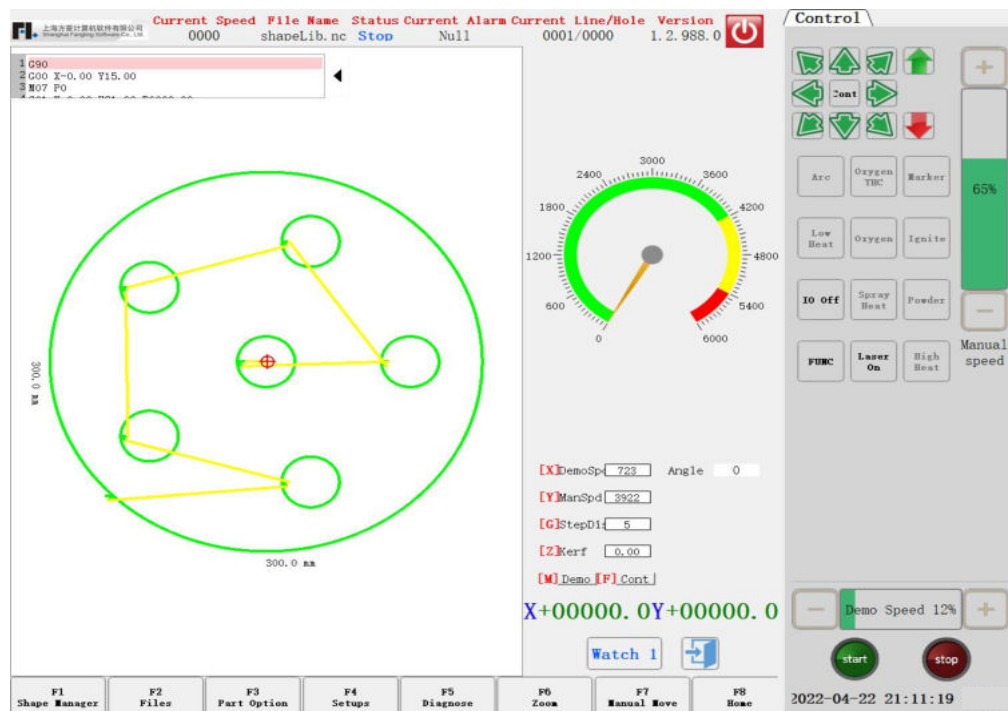 上海方菱计算机软件有限公司
Shanghai Fangling Software Co., Ltd
Current Speed File Name Status Current Alarm Current Line/Hole Version
0000 shapeLib.nc Stop Null 0001/0000 1.2.988.0
Control
1 G90
2 G00 X-0.00 Y15.00
3 M07 P0
Cont
Arc Oxygen THC Marker
Low Heat Oxygen Ignite
IO Off Spray Heat Powder
FUNC Laser On High Heat
65%
Manual speed
0
600
1200
1800
2400
3000
3600
4200
4800
5400
6000
300.0 mm
300.0 mm
[X]DemoSp 723 Angle 0
[Y]ManSpd 3922
[G]StepDis 5
[Z]Kerf 0.00
[M] Demo [F] Cont
X+00000.0Y+00000.0
Watch 1
Demo Speed 12%
start stop
F1 F2 F3 F4 F5 F6 F7 F8
Shape Manager Files Part Option Setups Diagnose Zoom Manual Move Home
2022-04-22 21:11:19